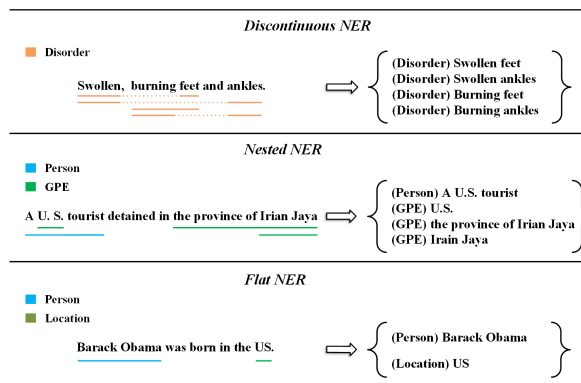 Discontinuous NER
Disorder
Swollen, burning feet and ankles.
(Disorder) Swollen feet
(Disorder) Swollen ankles
(Disorder) Burning feet
(Disorder) Burning ankles
Nested NER
Person
GPE
A U. S. tourist detained in the province of Irian Jaya
(Person) A U.S. tourist
(GPE) U.S.
(GPE) the province of Irian Jaya
(GPE) Irain Jaya
Flat NER
Person
Location
Barack Obama was born in the US.
(Person) Barack Obama
(Location) US